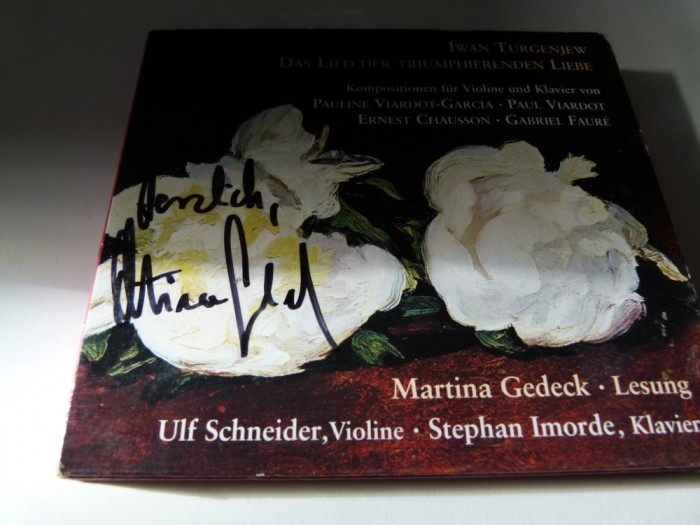 IWAN TURGENJEW
DAS LIED DER TRIUMPHIERENDEN LIEBE
Kompositionen für Violine und Klavier von
PAULINE VIARDOT-GARCIA · PAUL VIARDOT
ERNEST CHAUSSON · GABRIEL FAURÉ
Herzlich,
Martina Gedeck · Lesung
Ulf Schneider, Violine · Stephan Imorde, Klavier